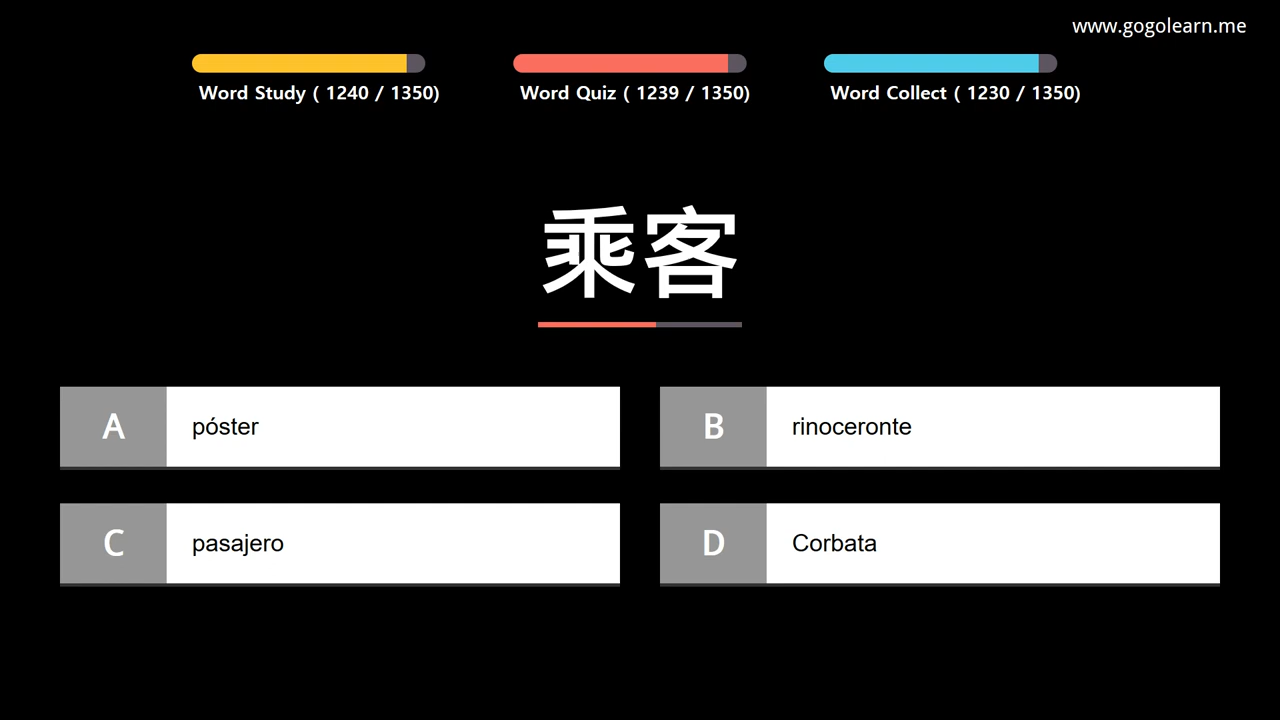 www.gogolearn.me
Word Study ( 1240 / 1350)
Word Quiz ( 1239 / 1350)
Word Collect ( 1230 / 1350)
乘客
A póster
B rinoceronte
C pasajero
D Corbata